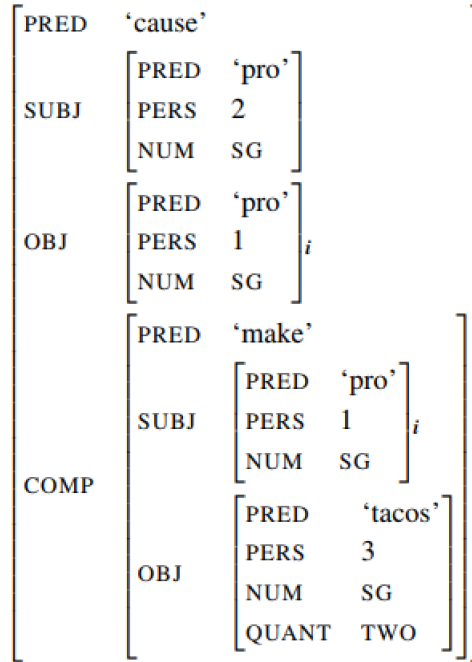 PRED ‘cause’
PRED ‘pro’
SUBJ PERS 2
NUM SG
PRED ‘pro’
OBJ PERS 1 i
NUM SG
PRED ‘make’
PRED ‘pro’
SUBJ PERS 1 i
NUM SG
COMP
PRED ‘tacos’
PERS 3
OBJ
NUM SG
QUANT TWO